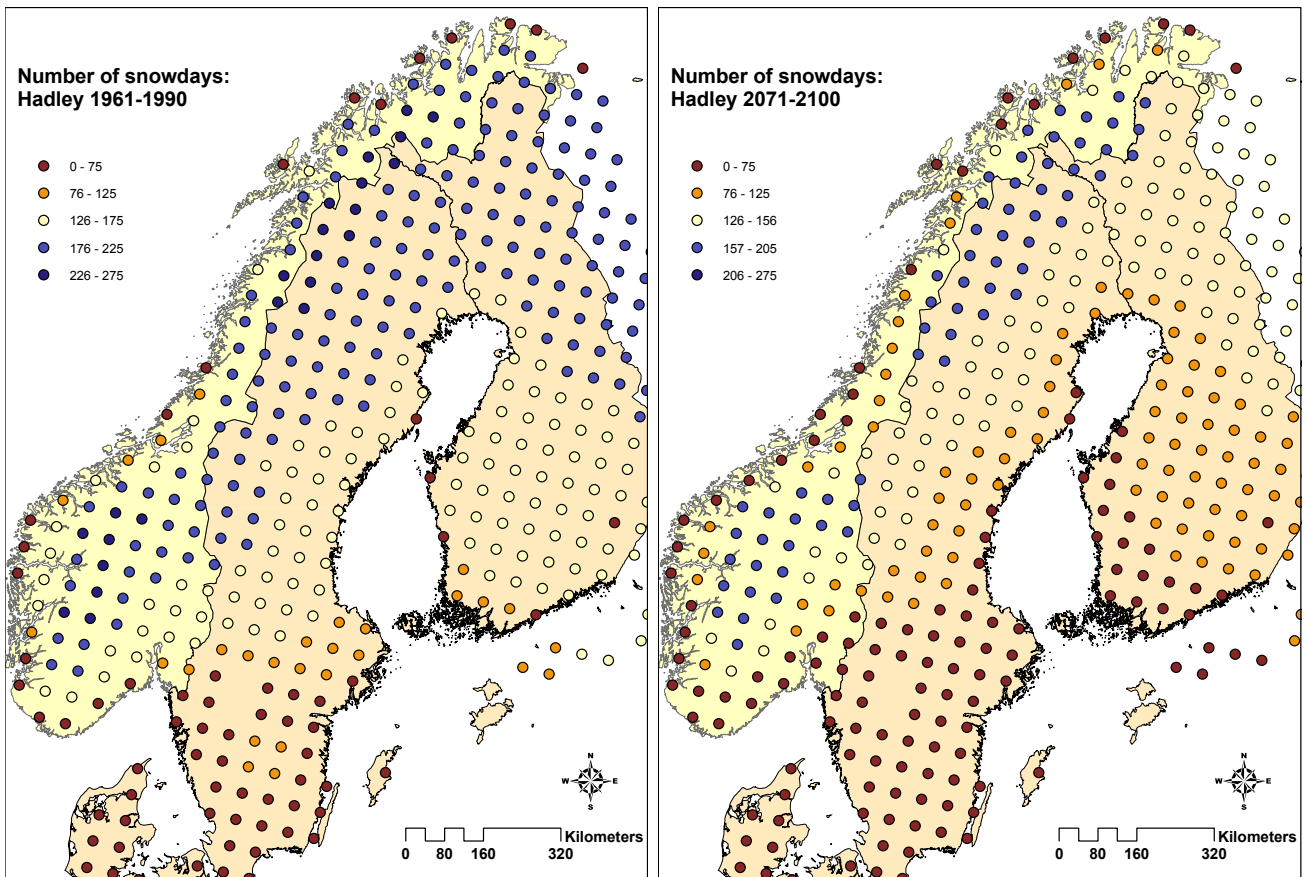 Number of snowdays:
Hadley 1961-1990
0 - 75
76 - 125
126 - 175
176 - 225
226 - 275
N
W E
S
Kilometers
0 80 160 320
Number of snowdays:
Hadley 2071-2100
0 - 75
76 - 125
126 - 156
157 - 205
206 - 275
N
W E
S
Kilometers
0 80 160 320